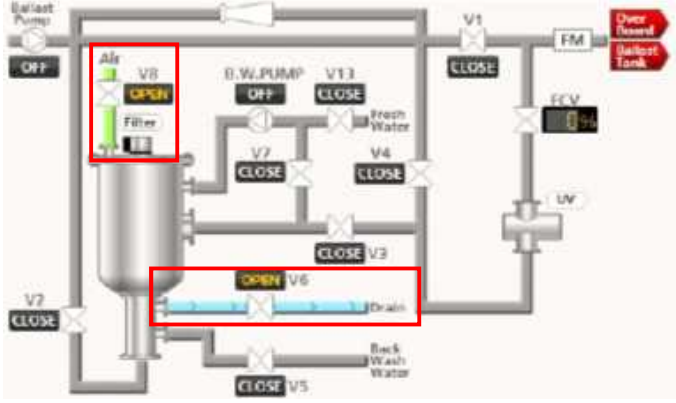 Ballast
Pump
OFF
Air
V8
OPEN
Filter
B.W.PUMP
OFF
V13
CLOSE
Fresh
Water
V7
CLOSE
V4
CLOSE
V1
CLOSE
FM
Over
Board
Ballast
Tank
FCV
0%
UV
CLOSE V3
OPEN V6
Drain
V2
CLOSE
Back
Wash
Water
CLOSE V5